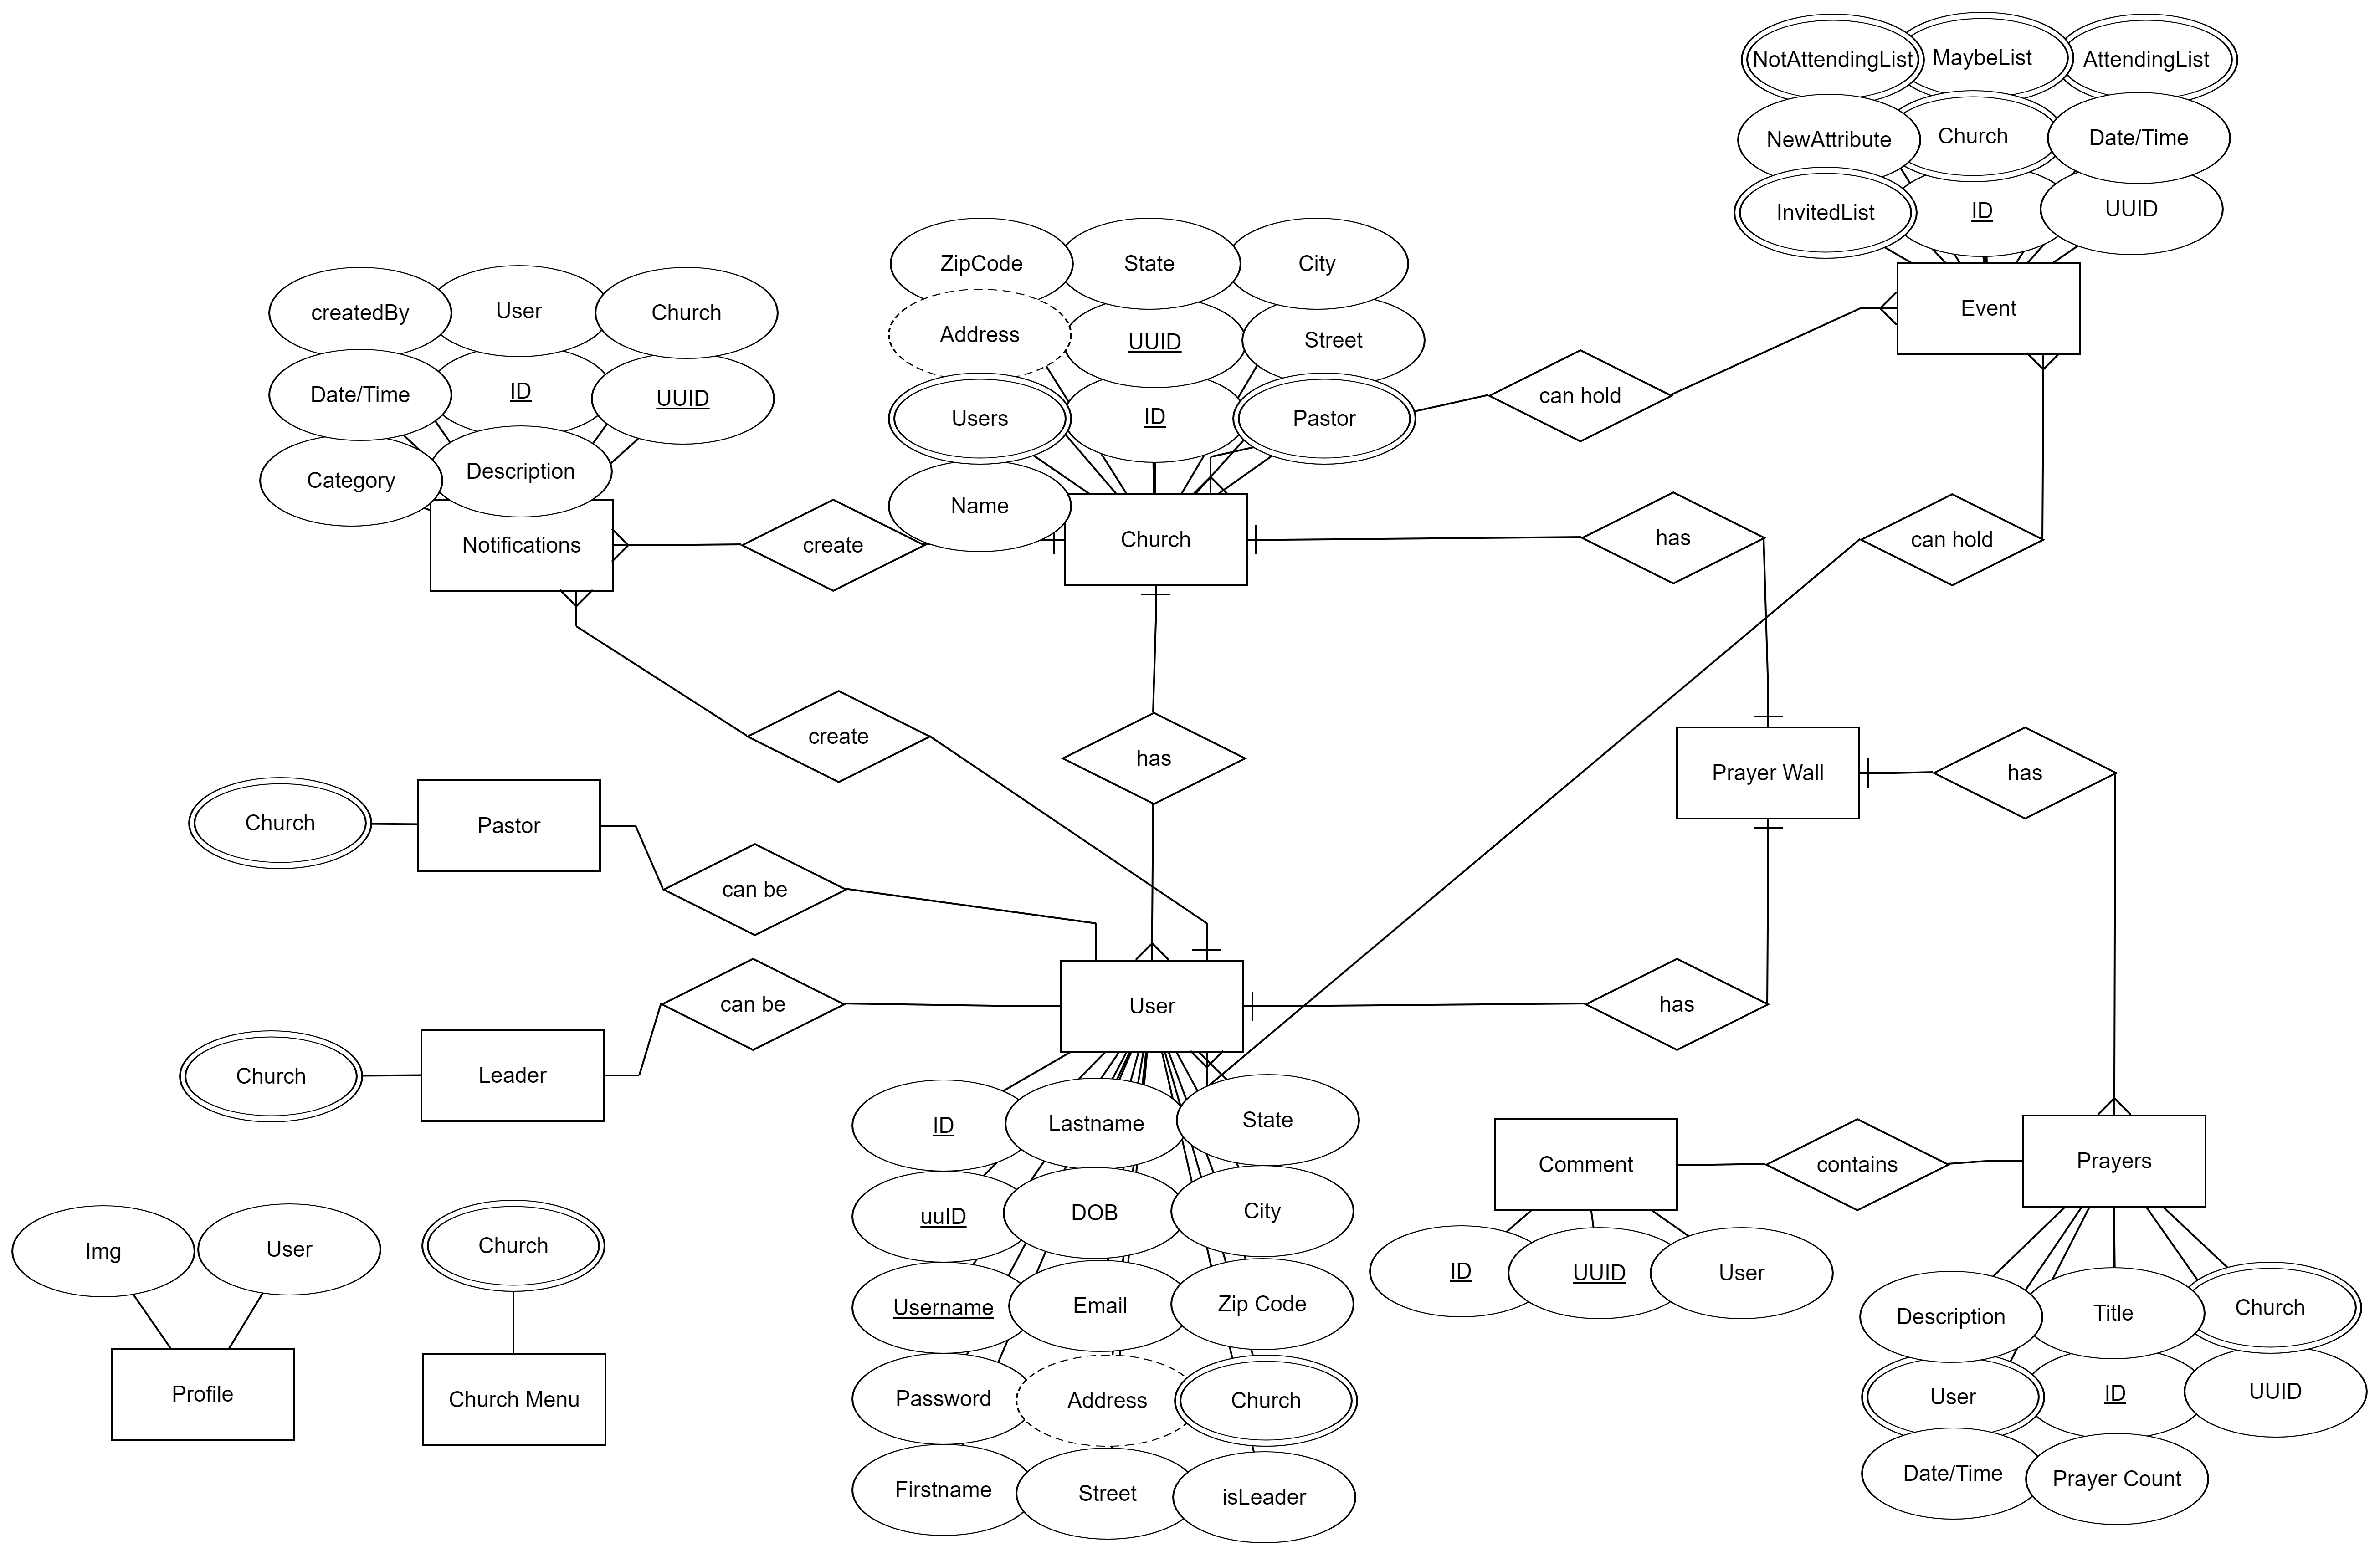 NotAttendingList
MaybeList
AttendingList
NewAttribute
Church
Date/Time
InvitedList
ID
UUID
Event
ZipCode
State
City
Address
UUID
Street
Users
ID
Pastor
Name
Church
createdBy
User
Church
Date/Time
ID
UUID
Category
Description
Notifications
create
can hold
has
can hold
create
has
Prayer Wall
has
Church
Pastor
can be
can be
User
has
Church
Leader
ID
Lastname
State
uuID
DOB
City
Username
Email
Zip Code
Password
Address
Church
Firstname
Street
isLeader
Comment
contains
Prayers
ID
UUID
User
Description
Title
Church
User
ID
UUID
Date/Time
Prayer Count
Img
User
Profile
Church
Church Menu